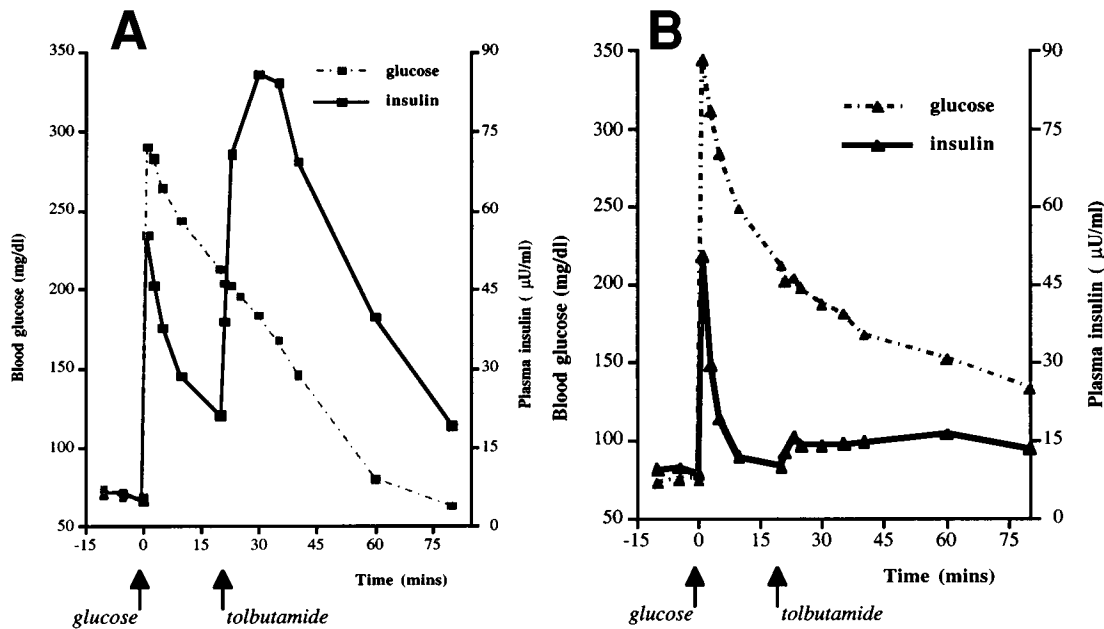 A
350
300
250
200
150
100
50
Blood glucose (mg/dl)
glucose
insulin
90
75
60
45
30
15
0
Plasma insulin ( μU/ml)
-15 0 15 30 45 60 75
Time (mins)
glucose
tolbutamide
B
350
300
250
200
150
100
50
Blood glucose (mg/dl)
glucose
insulin
90
75
60
45
30
15
0
Plasma insulin ( μU/ml)
-15 0 15 30 45 60 75
Time (mins)
glucose
tolbutamide